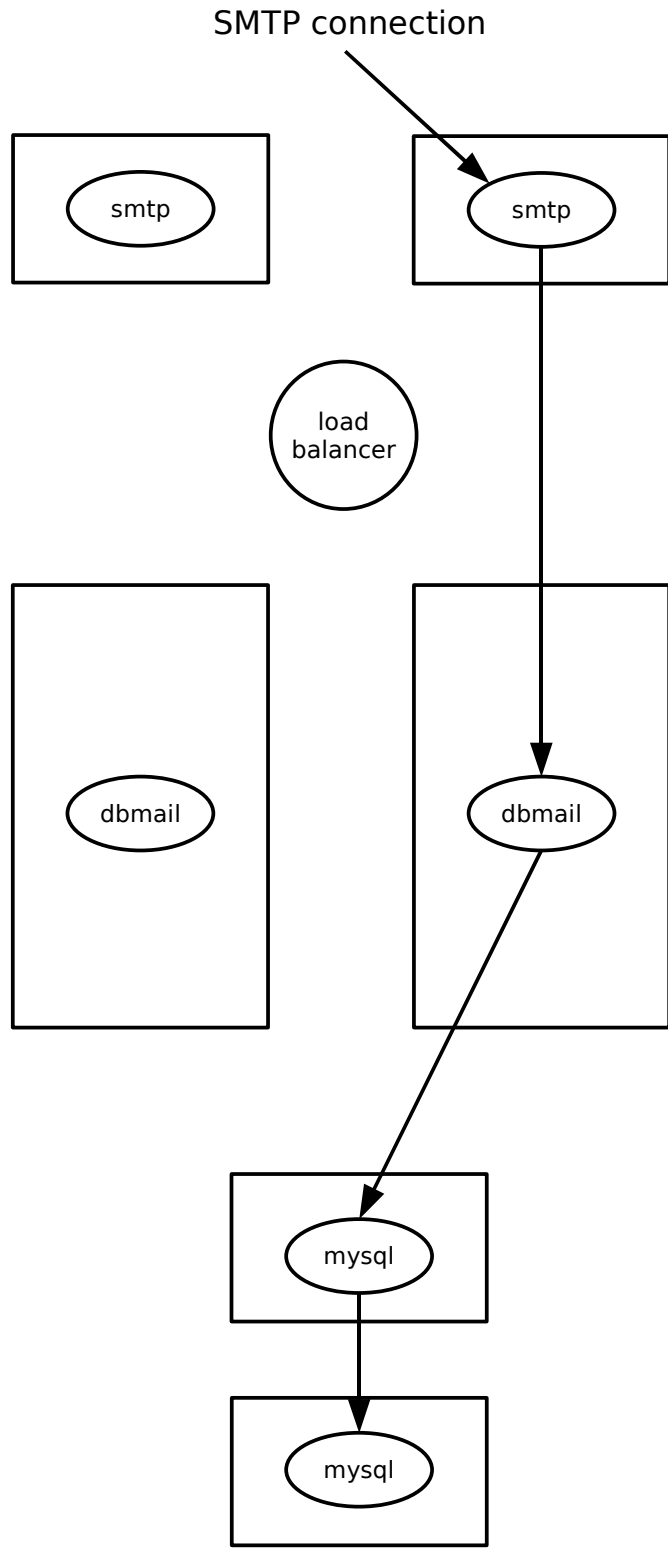 SMTP connection
smtp
smtp
load
balancer
dbmail
dbmail
mysql
mysql